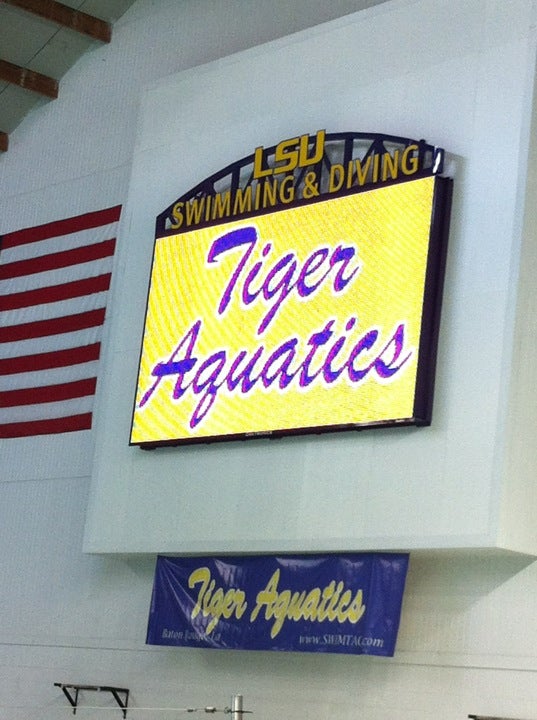 LSU
SWIMMING & DIVING
Tiger
Aquatics
Tiger Aquatics
Baton Rouge, La
www.SWIMTAC.com